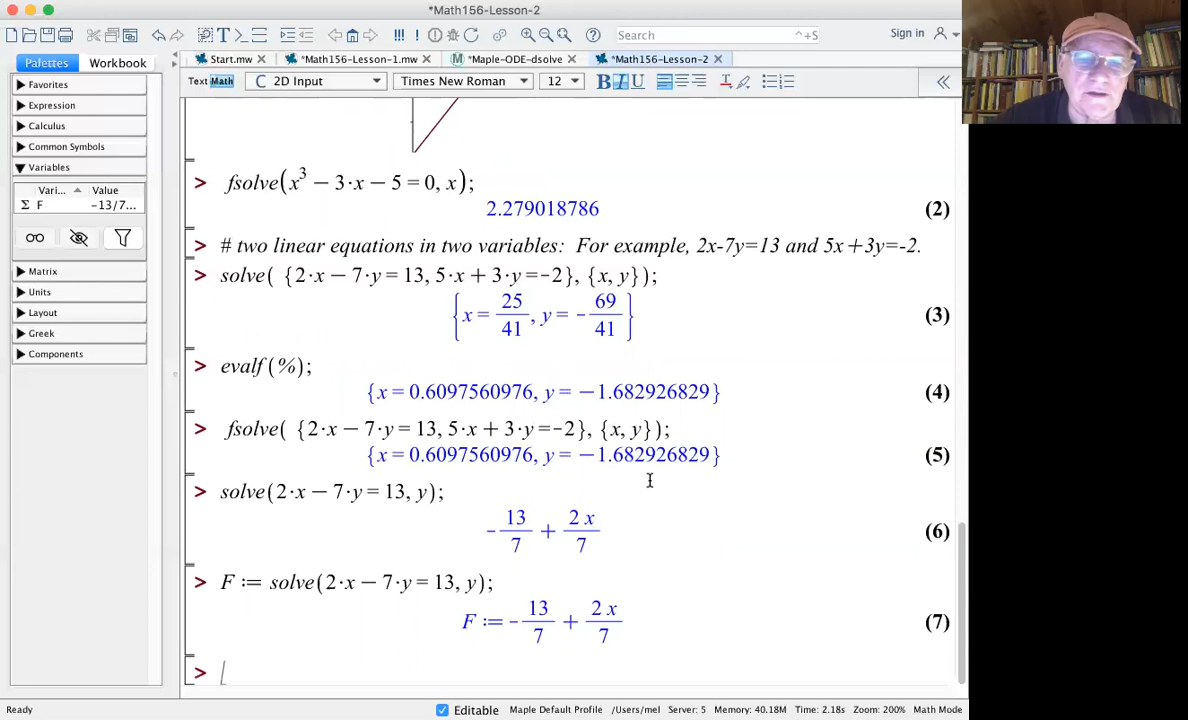 *Math156-Lesson-2
Search
^+S
Sign in
Palettes
Workbook
Start.mw
*Math156-Lesson-1.mw
*Maple-ODE-dsolve
*Math156-Lesson-2
Text Math
C 2D Input
Times New Roman
12
B I U
Favorites
Expression
Calculus
Common Symbols
Variables
Vari... Value
Σ F -13/7...
Matrix
Units
Layout
Greek
Components
> fsolve(x^3 − 3·x − 5 = 0, x);
2.279018786 (2)
> # two linear equations in two variables: For example, 2x-7y=13 and 5x+3y=-2.
> solve( {2·x − 7·y = 13, 5·x + 3·y =−2}, {x, y});
{x = 25/41, y = −69/41} (3)
> evalf(%);
{x = 0.6097560976, y = −1.682926829} (4)
> fsolve( {2·x − 7·y = 13, 5·x + 3·y =−2}, {x, y});
{x = 0.6097560976, y = −1.682926829} (5)
> solve(2·x − 7·y = 13, y);
−13/7 + 2 x/7 (6)
> F := solve(2·x − 7·y = 13, y);
F := −13/7 + 2 x/7 (7)
>
Ready
Editable
Maple Default Profile
/Users/mel
Server: 5
Memory: 40.18M
Time: 2.18s
Zoom: 200%
Math Mode